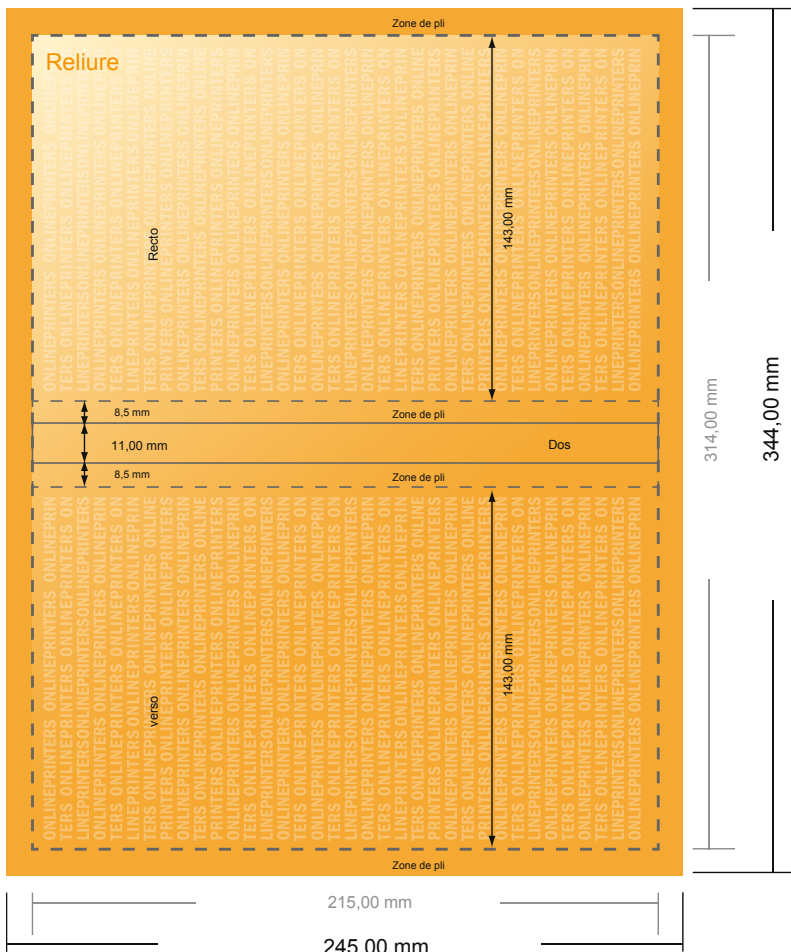 Zone de pli
Reliure
Recto
143,00 mm
8,5 mm
Zone de pli
11,00 mm
Dos
8,5 mm
Zone de pli
verso
143,00 mm
Zone de pli
314,00 mm
344,00 mm
215,00 mm
245,00 mm